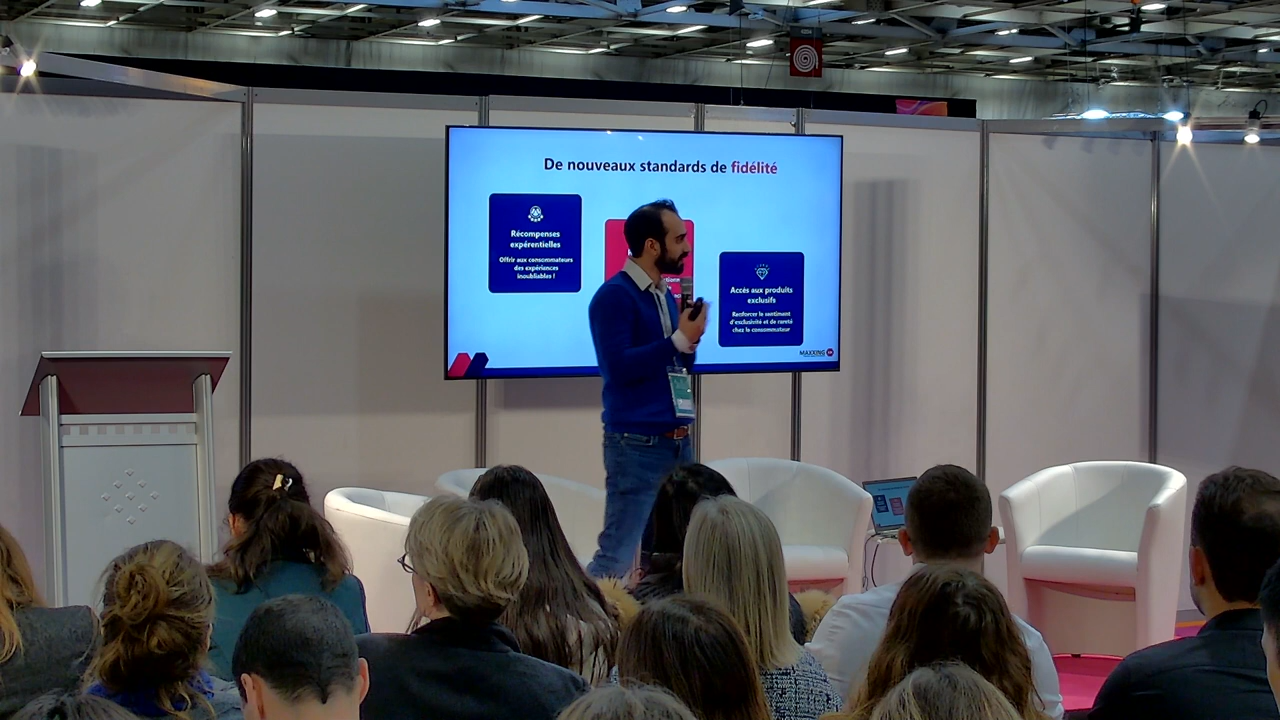 De nouveaux standards de fidélité
Récompenses
expérentielles
Offrir aux consommateurs
des expériences
inoubliables !
Accès aux produits
exclusifs
Renforcer le sentiment
d'exclusivité et de rareté
chez le consommateur
MAXXING